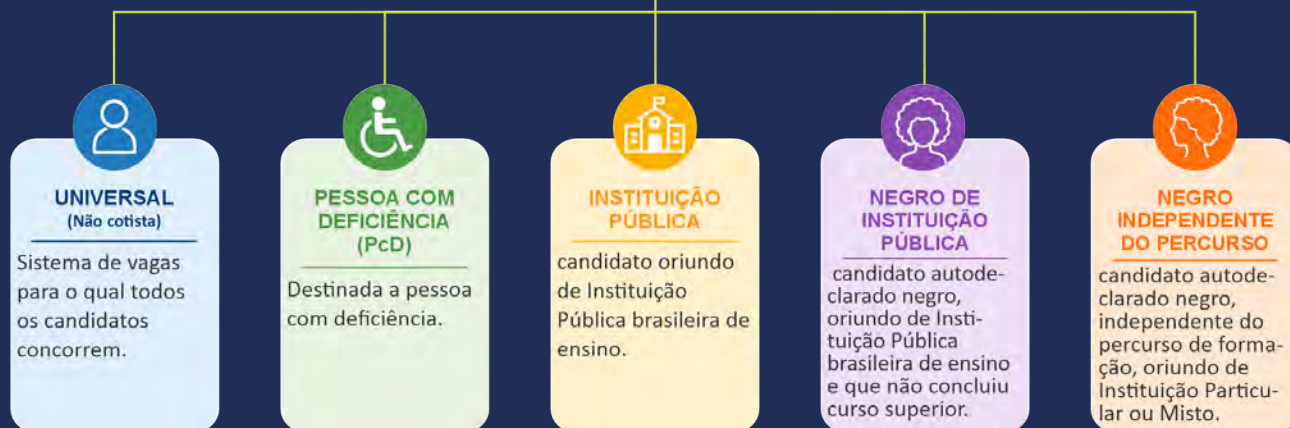 UNIVERSAL
(Não cotista)
Sistema de vagas
para o qual todos
os candidatos
concorrem.
PESSOA COM
DEFICIÊNCIA
(PcD)
Destinada a pessoa
com deficiência.
INSTITUIÇÃO
PÚBLICA
candidato oriundo
de Instituição
Pública brasileira de
ensino.
NEGRO DE
INSTITUIÇÃO
PÚBLICA
candidato autode-
clarado negro,
oriundo de Insti-
tuição Pública
brasileira de ensino
e que não concluiu
curso superior.
NEGRO
INDEPENDENTE
DO PERCURSO
candidato autode-
clarado negro,
independente do
percurso de forma-
ção, oriundo de
Instituição Particu-
lar ou Misto.